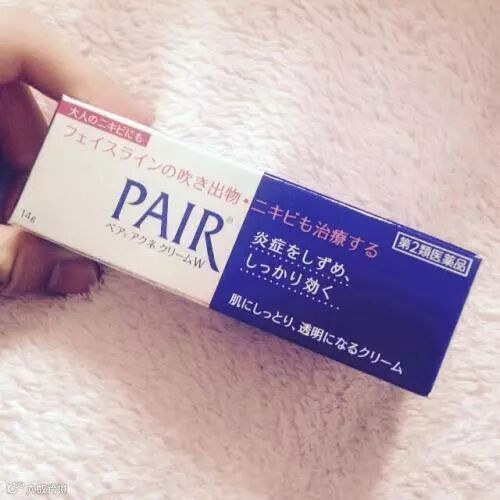 大人のニキビにも
フェイスラインの吹き出物・ニキビも治療する
PAIR®
ペア® アクネ クリームW
14g
第2類医薬品
炎症をしずめ、
しっかり効く
肌にしっとり、透明になるクリーム